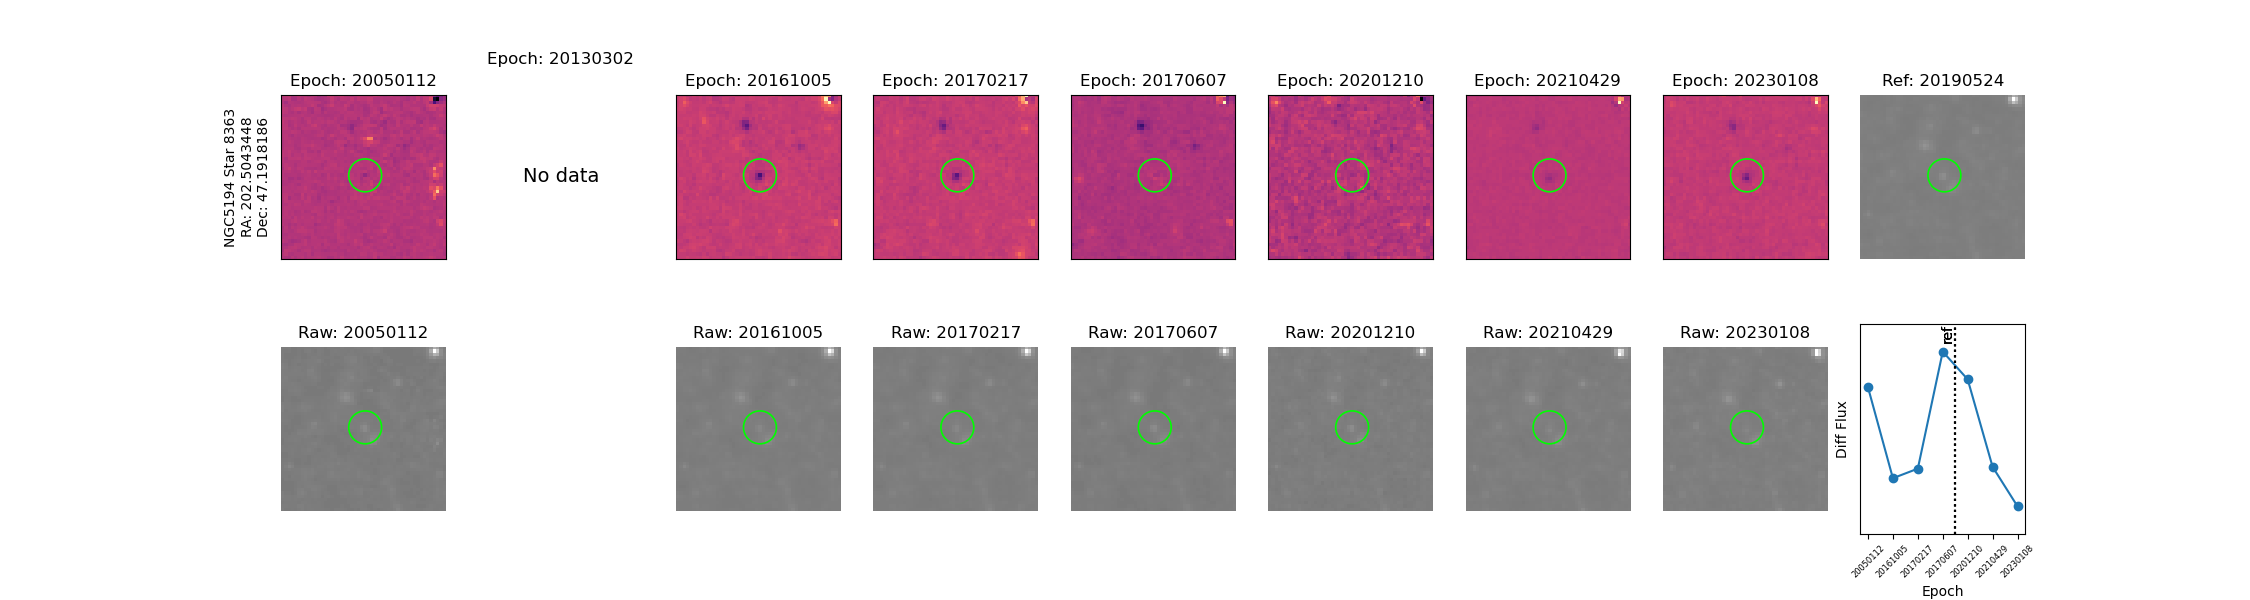 Epoch: 20050112
Epoch: 20130302
Epoch: 20161005
Epoch: 20170217
Epoch: 20170607
Epoch: 20201210
Epoch: 20210429
Epoch: 20230108
Ref: 20190524
NGC5194 Star 8363
RA: 202.5043448
Dec: 47.1918186
No data
Raw: 20050112
Raw: 20161005
Raw: 20170217
Raw: 20170607
Raw: 20201210
Raw: 20210429
Raw: 20230108
ref
Diff Flux
20050112
20161005
20170217
20170607
20201210
20210429
20230108
Epoch